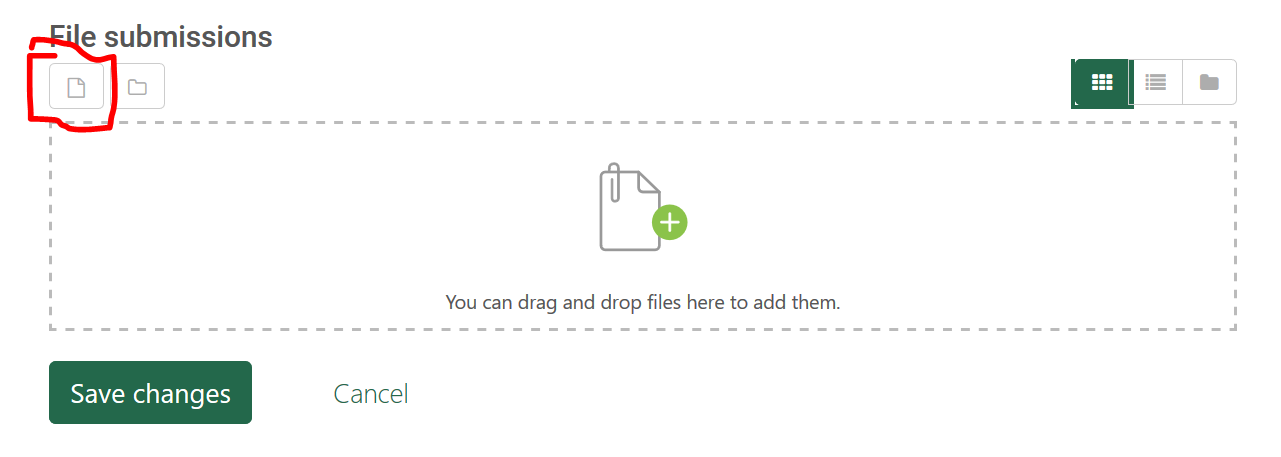 File submissions
You can drag and drop files here to add them.
Save changes
Cancel